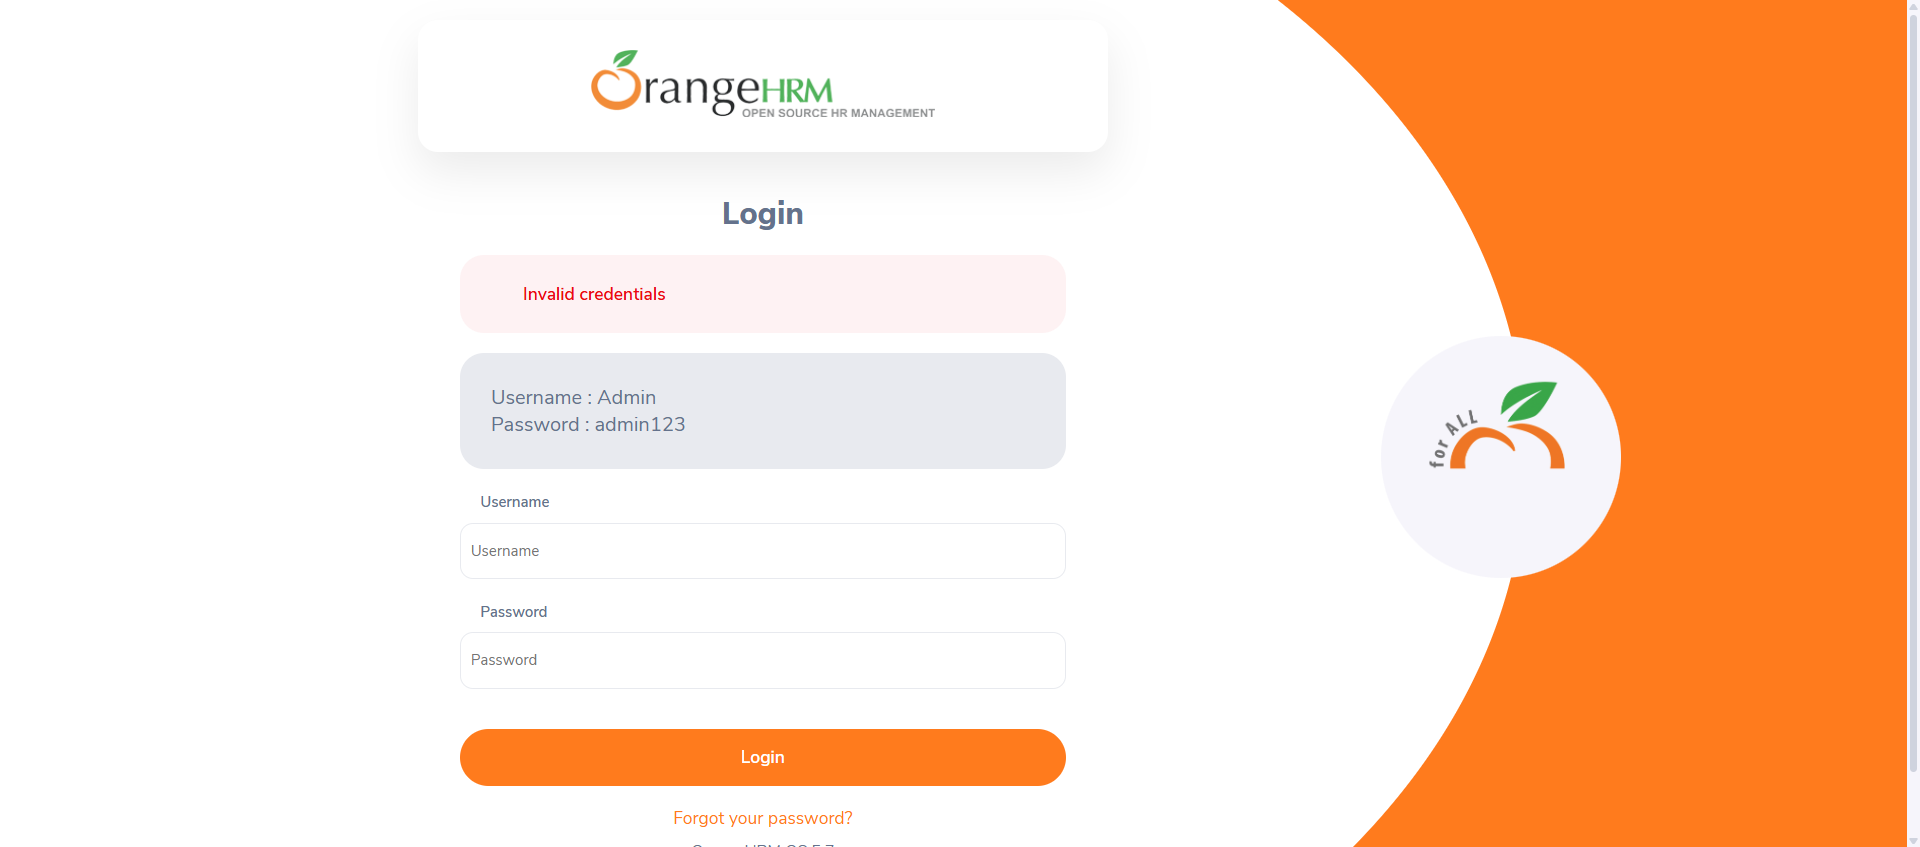 OrangeHRM
OPEN SOURCE HR MANAGEMENT
Login
Invalid credentials
Username : Admin
Password : admin123
Username
Username
Password
Password
Login
Forgot your password?
for ALL